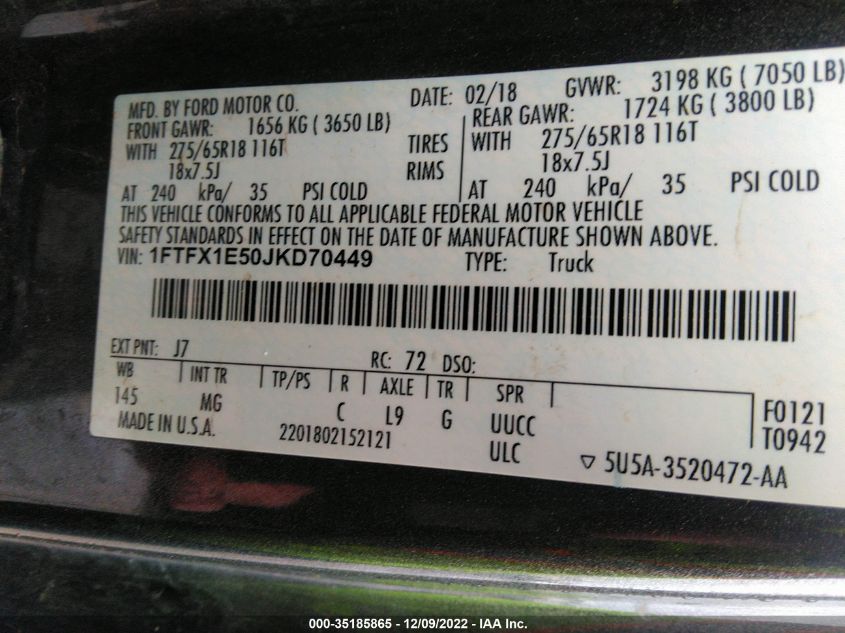 MFD. BY FORD MOTOR CO. DATE: 02/18 GVWR: 3198 KG ( 7050 LB)
FRONT GAWR: 1656 KG ( 3650 LB) REAR GAWR: 1724 KG ( 3800 LB)
WITH 275/65R18 116T TIRES WITH 275/65R18 116T
18x7.5J RIMS 18x7.5J
AT 240 kPa/ 35 PSI COLD AT 240 kPa/ 35 PSI COLD
THIS VEHICLE CONFORMS TO ALL APPLICABLE FEDERAL MOTOR VEHICLE
SAFETY STANDARDS IN EFFECT ON THE DATE OF MANUFACTURE SHOWN ABOVE.
VIN: 1FTFX1E50JKD70449 TYPE: Truck
EXT PNT: J7 RC: 72 DSO:
WB INT TR TP/PS R AXLE TR SPR
145 MG C L9 G UUCC F0121
MADE IN U.S.A. 2201802152121 ULC T0942
▽ 5U5A-3520472-AA
000-35185865 - 12/09/2022 - IAA Inc.